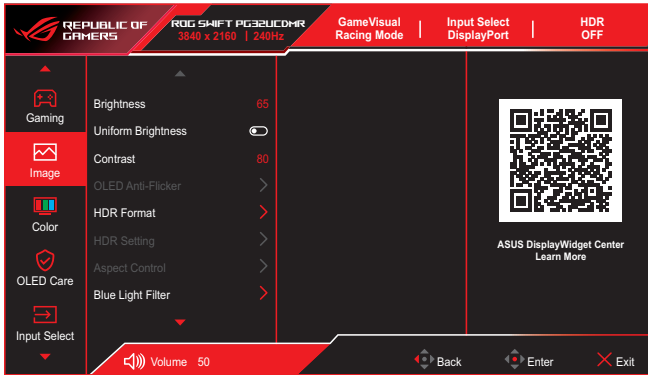 REPUBLIC OF
GAMERS
ROG SWIFT PG32UCDMR
3840 x 2160 | 240Hz
GameVisual
Racing Mode
Input Select
DisplayPort
HDR
OFF
Gaming
Image
Color
OLED Care
Input Select
Brightness 65
Uniform Brightness
Contrast 80
OLED Anti-Flicker
HDR Format
HDR Setting
Aspect Control
Blue Light Filter
ASUS DisplayWidget Center
Learn More
Volume 50
Back
Enter
Exit